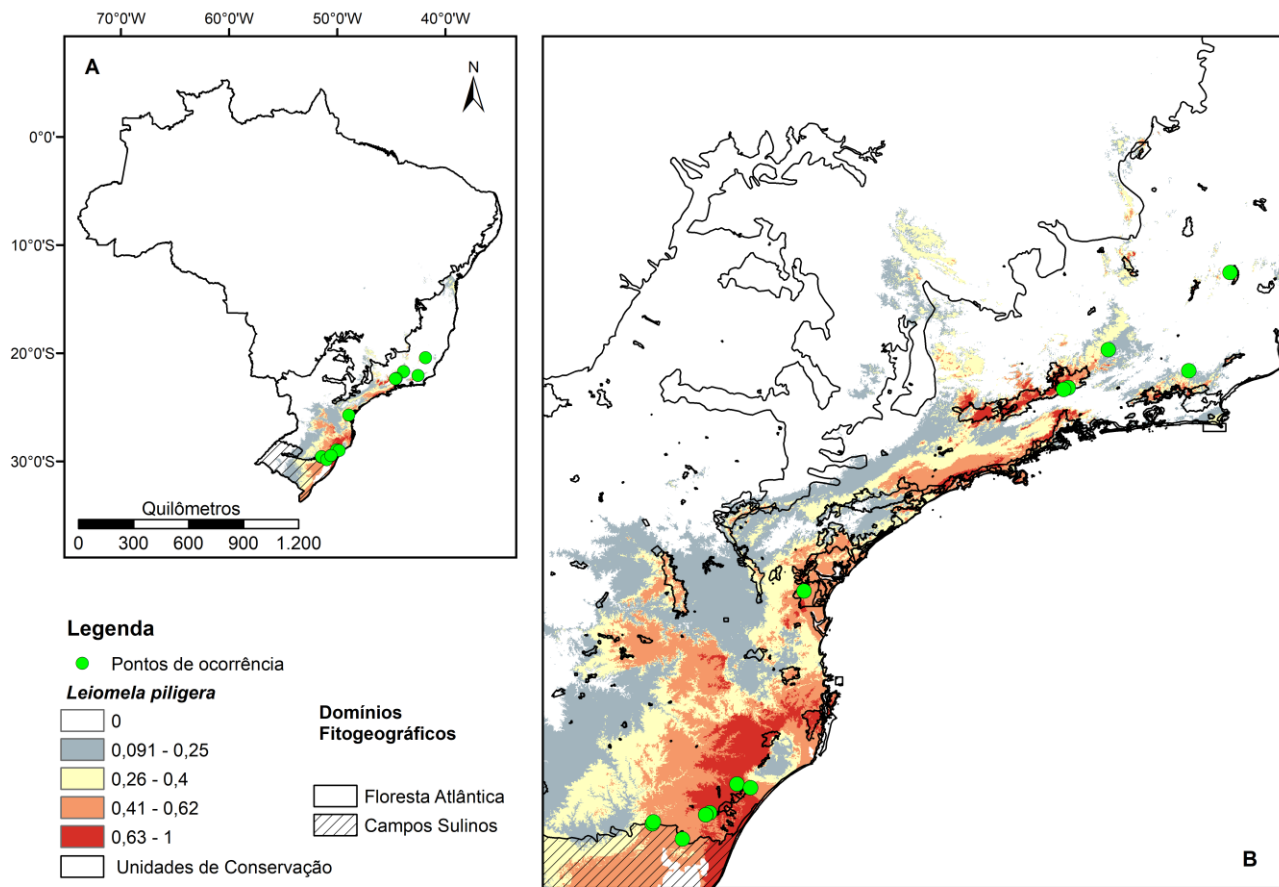 70°0'W 60°0'W 50°0'W 40°0'W
A
N
0°0'
10°0'S
20°0'S
30°0'S
Quilômetros
0 300 600 900 1.200
Legenda
Pontos de ocorrência
Leiomela piligera
0
0,091 - 0,25
0,26 - 0,4
0,41 - 0,62
0,63 - 1
Unidades de Conservação
Domínios
Fitogeográficos
Floresta Atlântica
Campos Sulinos
B